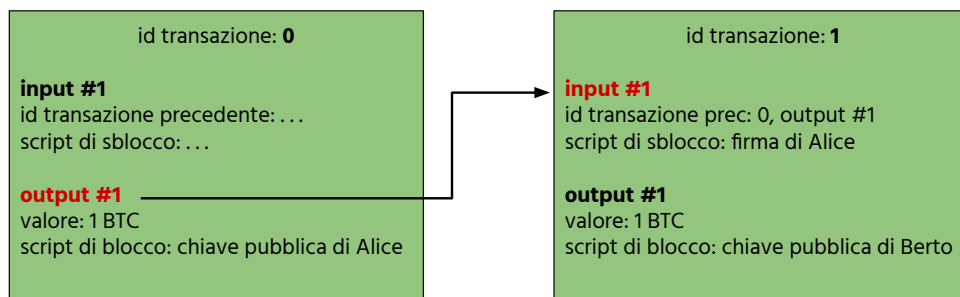 id transazione: 0
input #1
id transazione precedente: ...
script di sblocco: ...
output #1
valore: 1 BTC
script di blocco: chiave pubblica di Alice
id transazione: 1
input #1
id transazione prec: 0, output #1
script di sblocco: firma di Alice
output #1
valore: 1 BTC
script di blocco: chiave pubblica di Berto